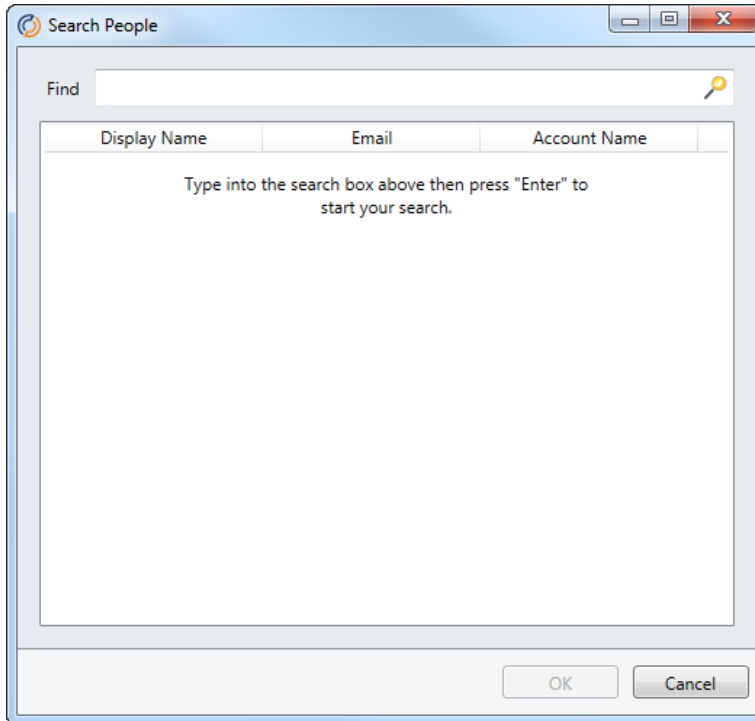 Search People
Find
Display Name Email Account Name
Type into the search box above then press "Enter" to
start your search.
OK Cancel